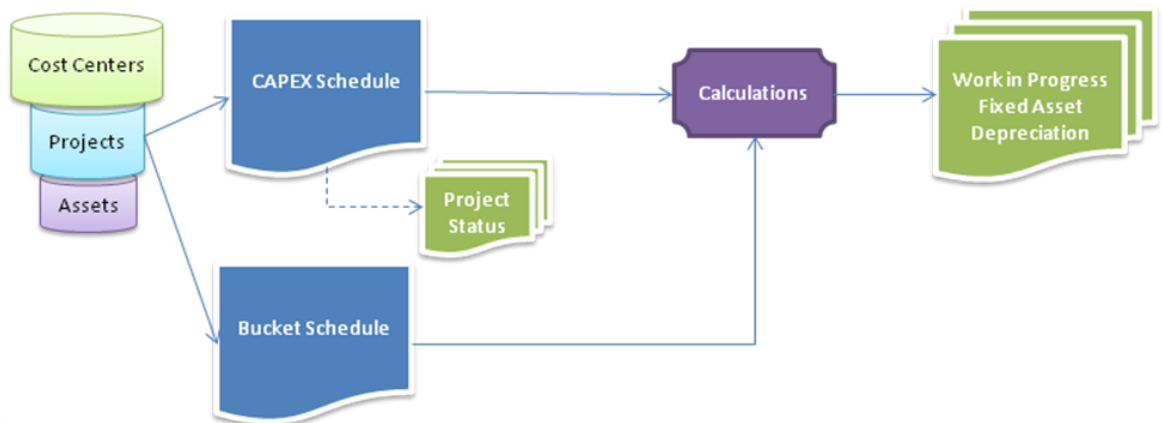 Cost Centers
Projects
Assets
CAPEX Schedule
Project
Status
Bucket Schedule
Calculations
Work in Progress
Fixed Asset
Depreciation